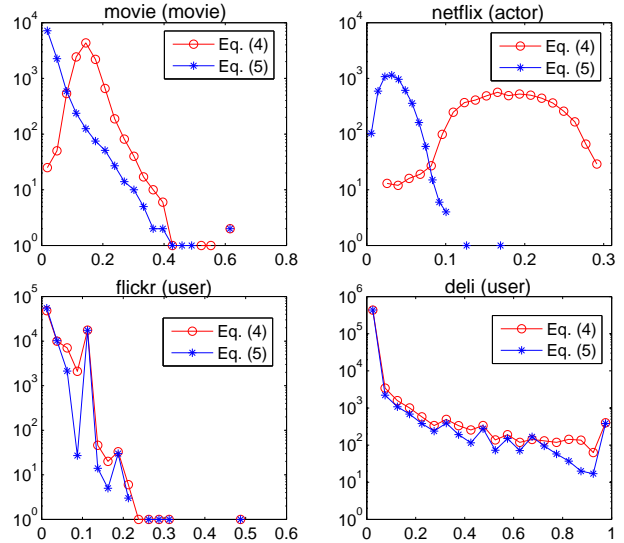 movie (movie)
10^4
10^3
10^2
10^1
10^0
0 0.2 0.4 0.6 0.8
Eq. (4)
Eq. (5)
netflix (actor)
10^4
10^3
10^2
10^1
10^0
0 0.1 0.2 0.3
Eq. (4)
Eq. (5)
flickr (user)
10^5
10^4
10^3
10^2
10^1
10^0
0 0.1 0.2 0.3 0.4 0.5 0.6
Eq. (4)
Eq. (5)
deli (user)
10^6
10^5
10^4
10^3
10^2
10^1
10^0
0 0.2 0.4 0.6 0.8 1
Eq. (4)
Eq. (5)